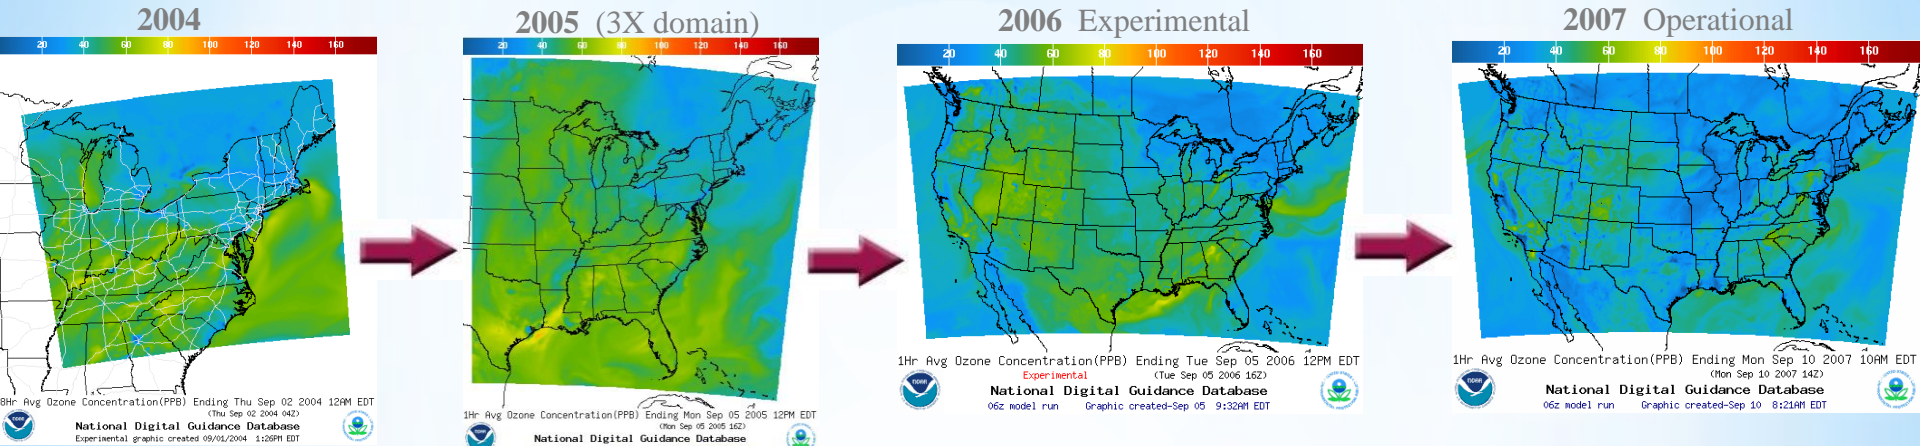 2004
20 40 60 80 100 120 140 160
8Hr Avg Ozone Concentration(PPB) Ending Thu Sep 02 2004 12AM EDT
(Thu Sep 02 2004 04Z)
National Digital Guidance Database
Experimental graphic created 09/01/2004 1:26PM EDT
2005 (3X domain)
20 40 60 80 100 120 140 160
1Hr Avg Ozone Concentration(PPB) Ending Mon Sep 05 2005 12PM EDT
(Mon Sep 05 2005 16Z)
National Digital Guidance Database
2006 Experimental
20 40 60 80 100 120 140 160
1Hr Avg Ozone Concentration(PPB) Ending Tue Sep 05 2006 12PM EDT
Experimental (Tue Sep 05 2006 16Z)
National Digital Guidance Database
06z model run Graphic created-Sep 05 9:32AM EDT
2007 Operational
20 40 60 80 100 120 140 160
1Hr Avg Ozone Concentration(PPB) Ending Mon Sep 10 2007 10AM EDT
(Mon Sep 10 2007 14Z)
National Digital Guidance Database
06z model run Graphic created-Sep 10 8:21AM EDT